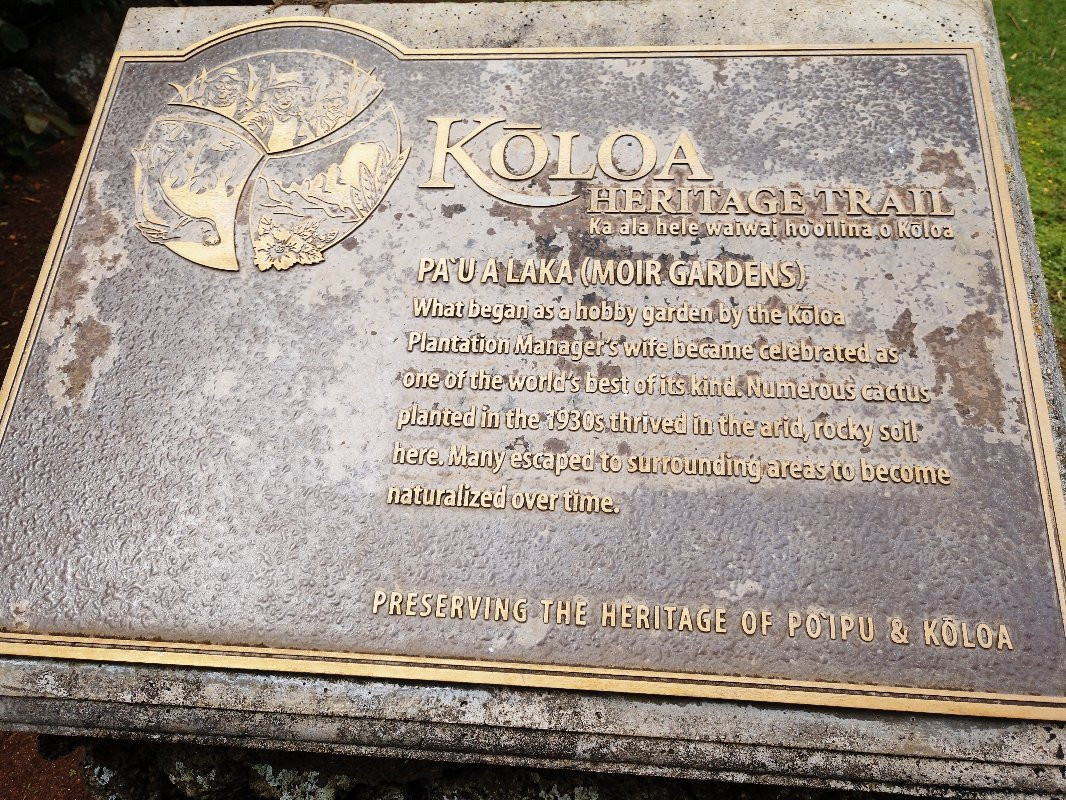 KŌLOA
HERITAGE TRAIL
Ka ala hele waiwai ho`oilina o Kōloa
PA`U A LAKA (MOIR GARDENS)
What began as a hobby garden by the Kōloa
Plantation Manager's wife became celebrated as
one of the world's best of its kind. Numerous cactus
planted in the 1930s thrived in the arid, rocky soil
here. Many escaped to surrounding areas to become
naturalized over time.
PRESERVING THE HERITAGE OF PO`IPU & KŌLOA